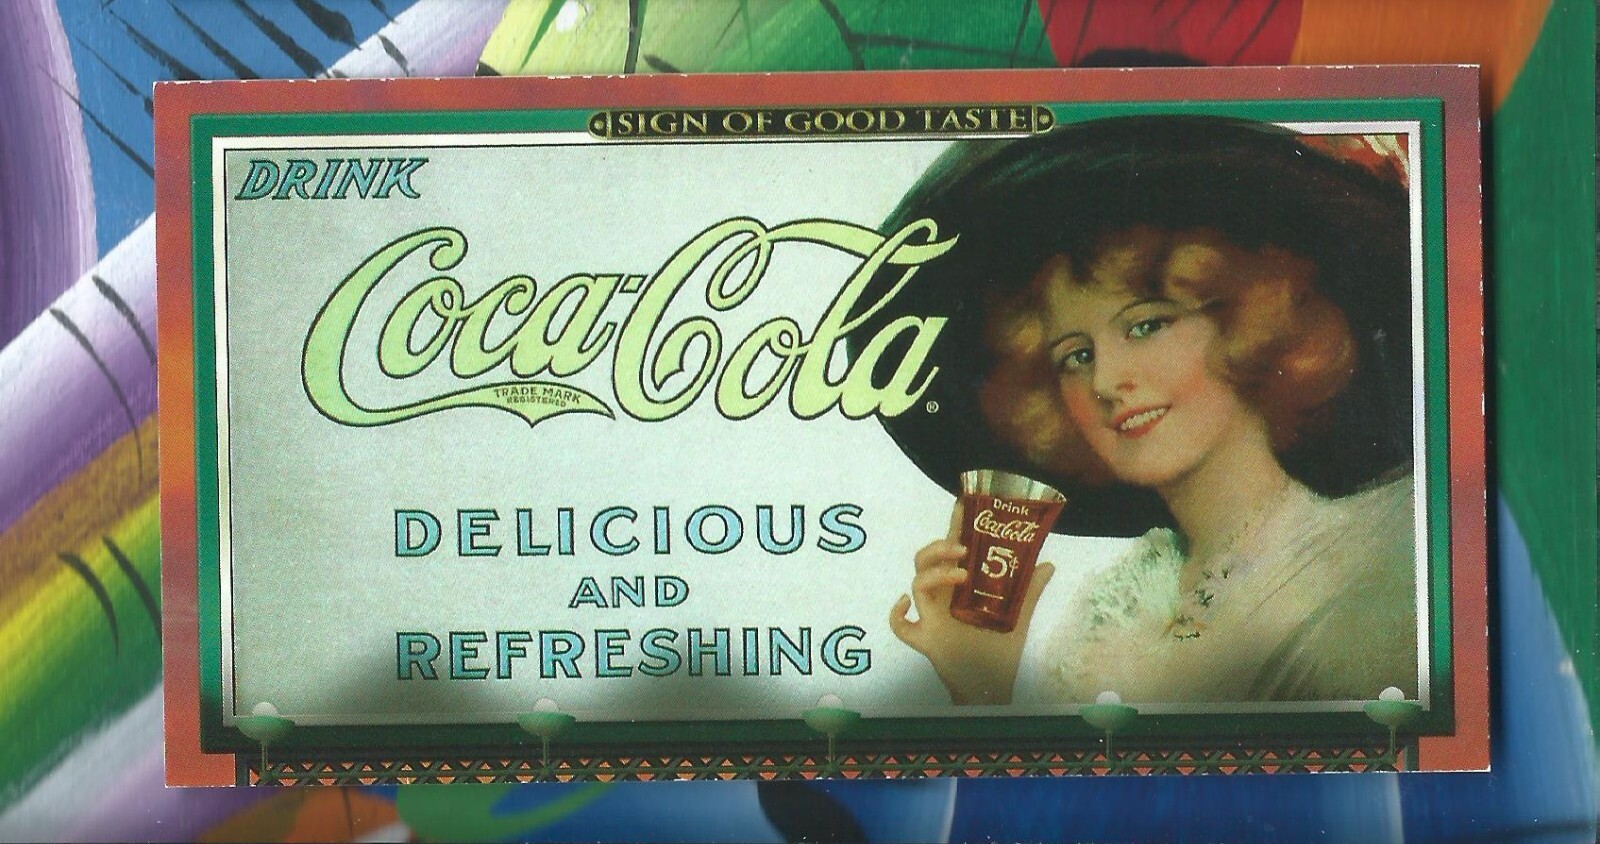 SIGN OF GOOD TASTE
DRINK
Coca-Cola®
TRADE MARK
REGISTERED
DELICIOUS
AND
REFRESHING
Drink
Coca-Cola
5¢